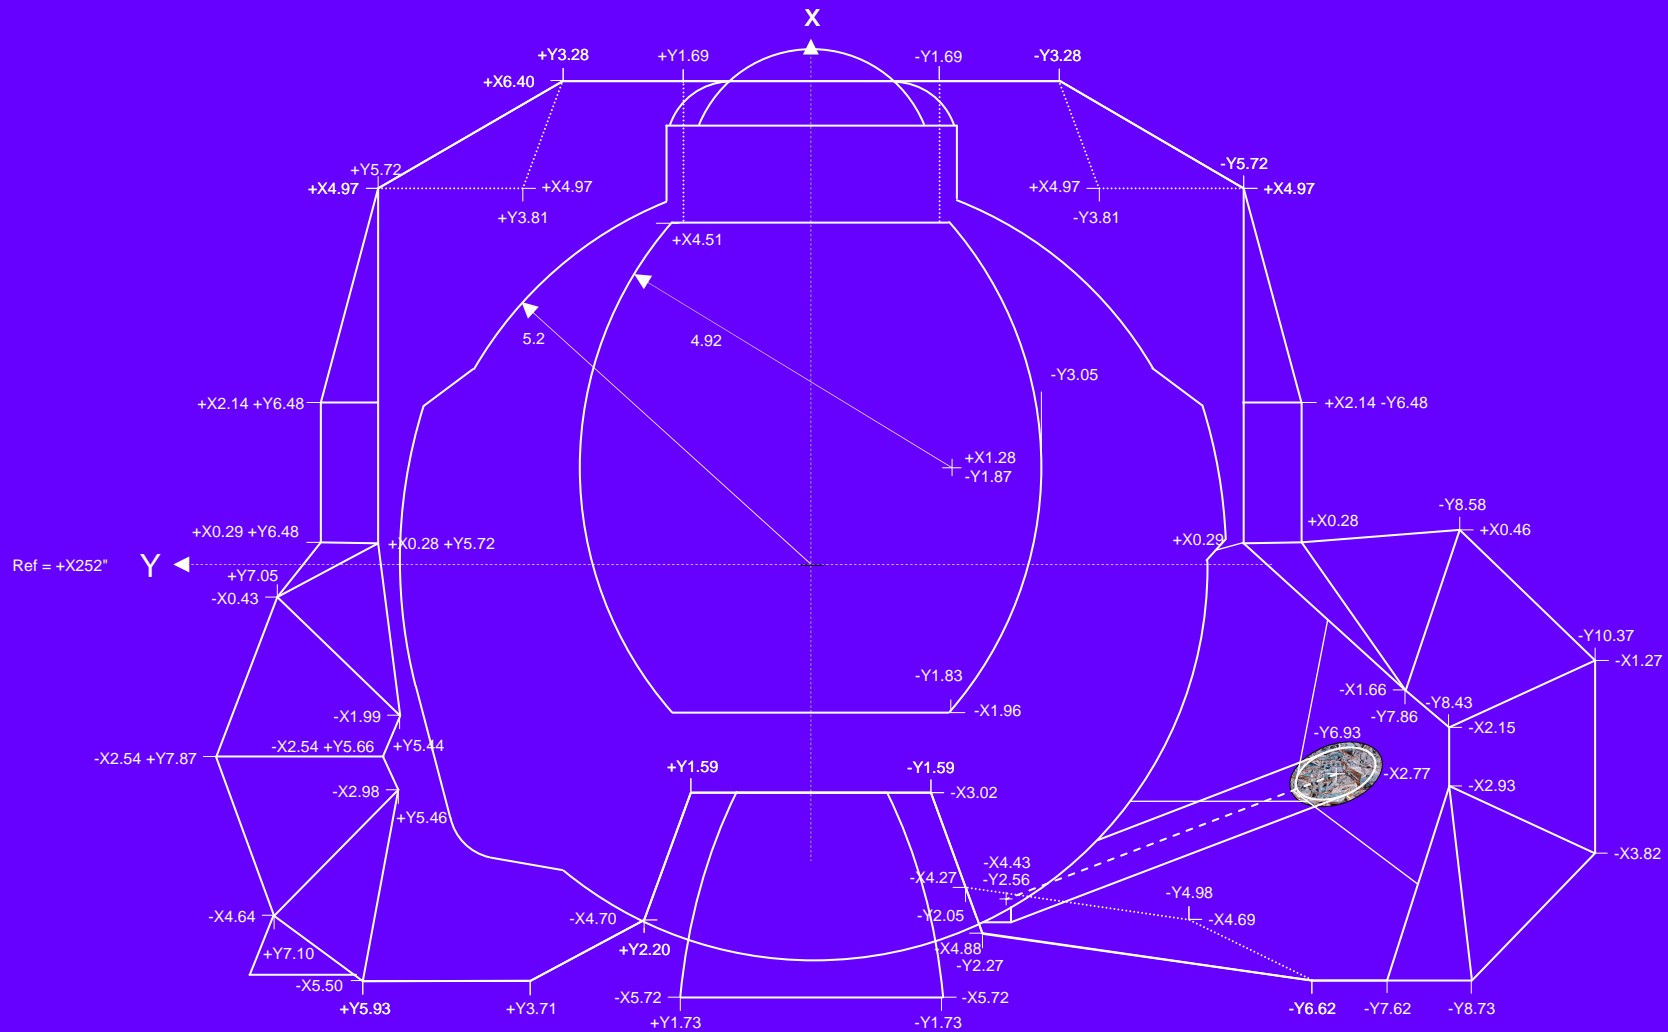 X
+Y3.28
+Y1.69
-Y1.69
-Y3.28
+X6.40
+Y5.72
+X4.97
+X4.97
+Y3.81
+X4.97
-Y3.81
-Y5.72
+X4.97
+X4.51
5.2
4.92
-Y3.05
+X2.14 +Y6.48
+X2.14 -Y6.48
+X1.28
-Y1.87
-Y8.58
+X0.46
+X0.29 +Y6.48
+X0.28 +Y5.72
+X0.29
+X0.28
Ref = +X252"
Y
+Y7.05
-X0.43
-Y10.37
-X1.27
-Y1.83
-X1.96
-X1.66
-Y7.86
-Y8.43
-X2.15
-X1.99
+Y5.44
-X2.54 +Y7.87
-X2.54 +Y5.66
-Y6.93
-X2.77
+Y1.59
-Y1.59
-X3.02
-X2.93
-X2.98
+Y5.46
-X3.82
-X4.43
-Y2.56
-X4.27
-Y2.05
-Y4.98
-X4.69
-X4.64
+Y7.10
-X4.70
+Y2.20
-X4.88
-Y2.27
-X5.50
+Y5.93
+Y3.71
-X5.72
+Y1.73
-X5.72
-Y1.73
-Y6.62
-Y7.62
-Y8.73